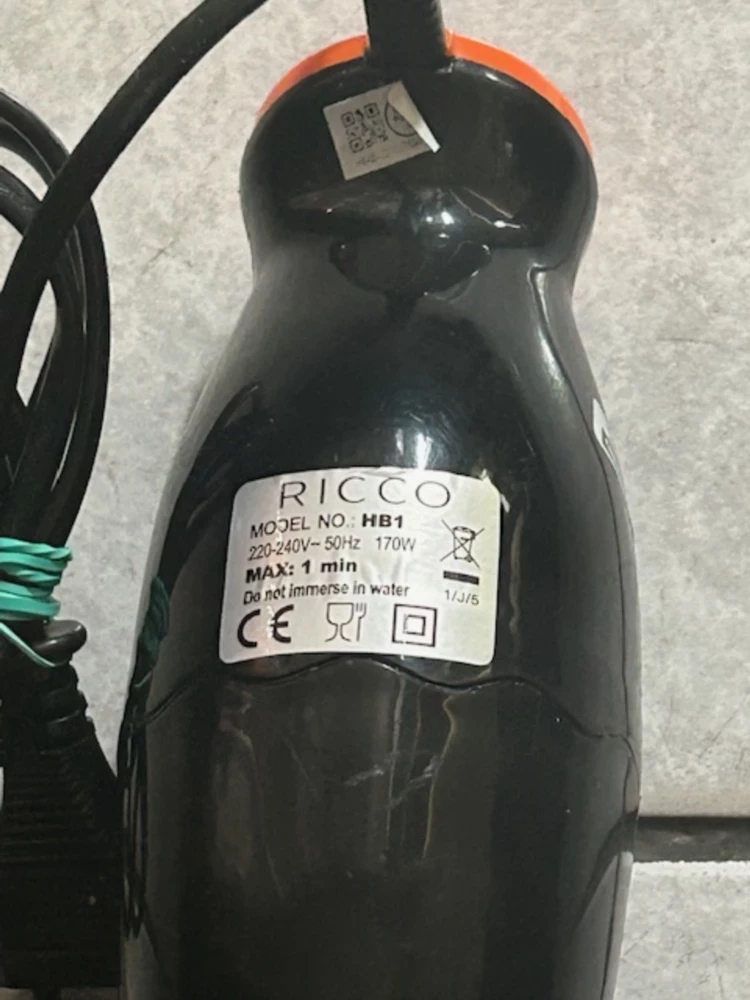 RICCO
MODEL NO.: HB1
220-240V~ 50Hz 170W
MAX: 1 min
Do not immerse in water
1/J/5
CE